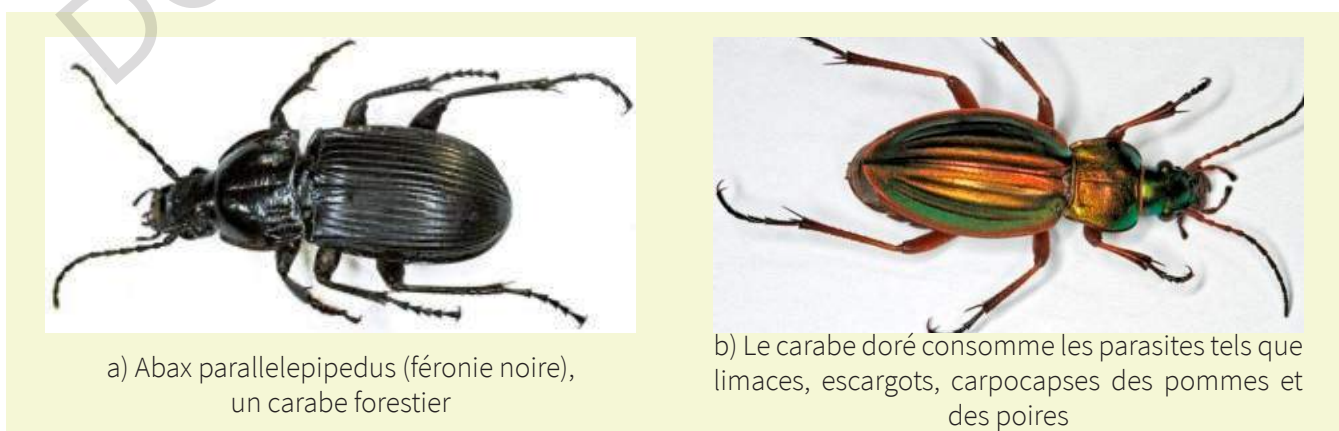 a) Abax parallelepipedus (féronie noire),
un carabe forestier
b) Le carabe doré consomme les parasites tels que
limaces, escargots, carpocapses des pommes et
des poires